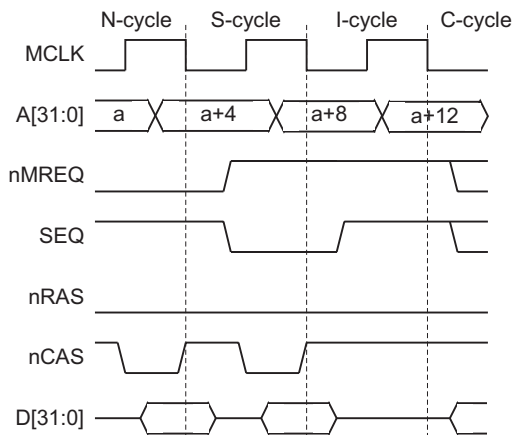 N-cycle S-cycle I-cycle C-cycle
MCLK
A[31:0] a a+4 a+8 a+12
nMREQ
SEQ
nRAS
nCAS
D[31:0]